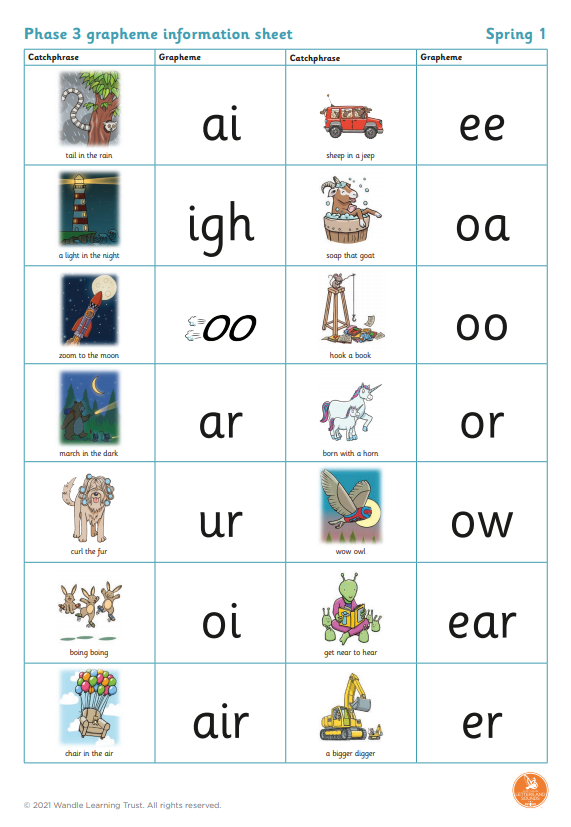 Phase 3 grapheme information sheet Spring 1
Catchphrase Grapheme Catchphrase Grapheme
ai ee
tail in the rain sheep in a jeep
igh oa
a light in the night soap that goat
oo oo
zoom to the moon hook a book
ar or
march in the dark born with a horn
ur ow
curl the fur wow owl
oi ear
boing boing get near to hear
air er
chair in the air a bigger digger
© 2021 Wandle Learning Trust. All rights reserved.